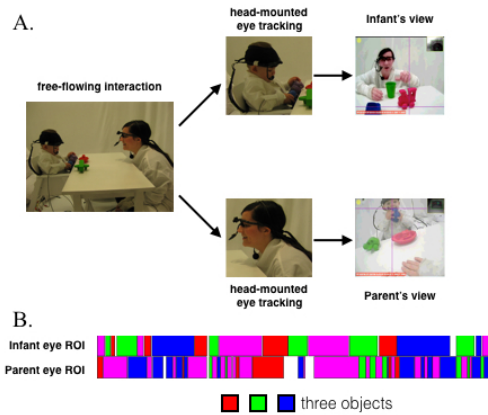 A.
head-mounted
eye tracking
Infant's view
free-flowing interaction
head-mounted
eye tracking
Parent's view
B.
Infant eye ROI
Parent eye ROI
three objects